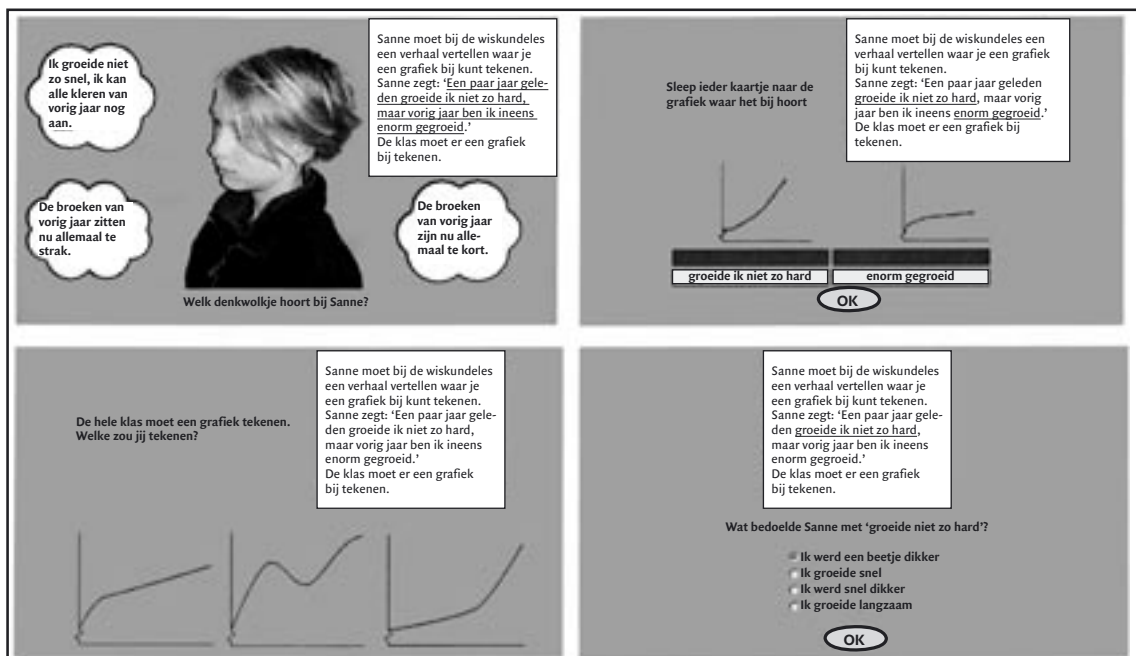 Ik groeide niet
zo snel, ik kan
alle kleren van
vorig jaar nog
aan.
Sanne moet bij de wiskundeles
een verhaal vertellen waar je
een grafiek bij kunt tekenen.
Sanne zegt: ‘Een paar jaar gele-
den groeide ik niet zo hard,
maar vorig jaar ben ik ineens
enorm gegroeid.’
De klas moet er een grafiek
bij tekenen.
De broeken van
vorig jaar zitten
nu allemaal te
strak.
De broeken
van vorig jaar
zijn nu alle-
maal te kort.
Welk denkwolkje hoort bij Sanne?
Sleep ieder kaartje naar de
grafiek waar het bij hoort
Sanne moet bij de wiskundeles een
verhaal vertellen waar je een grafiek
bij kunt tekenen.
Sanne zegt: ‘Een paar jaar geleden
groeide ik niet zo hard, maar vorig
jaar ben ik ineens enorm gegroeid.’
De klas moet er een grafiek bij
tekenen.
groeide ik niet zo hard
enorm gegroeid
OK
De hele klas moet een grafiek tekenen.
Welke zou jij tekenen?
Sanne moet bij de wiskundeles
een verhaal vertellen waar je
een grafiek bij kunt tekenen.
Sanne zegt: ‘Een paar jaar gele-
den groeide ik niet zo hard,
maar vorig jaar ben ik ineens
enorm gegroeid.’
De klas moet er een grafiek
bij tekenen.
Sanne moet bij de wiskundeles
een verhaal vertellen waar je
een grafiek bij kunt tekenen.
Sanne zegt: ‘Een paar jaar gele-
den groeide ik niet zo hard,
maar vorig jaar ben ik ineens
enorm gegroeid.’
De klas moet er een grafiek
bij tekenen.
Wat bedoelde Sanne met ‘groeide niet zo hard’?
Ik werd een beetje dikker
Ik groeide snel
Ik werd snel dikker
Ik groeide langzaam
OK